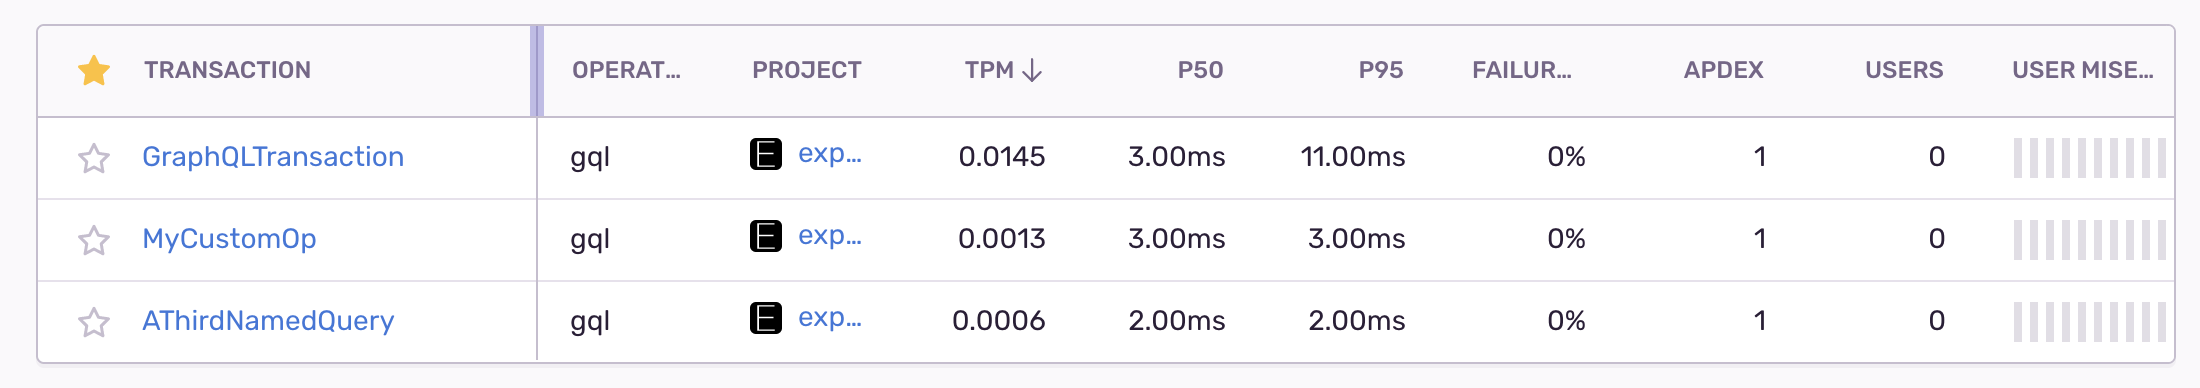 TRANSACTION OPERAT... PROJECT TPM ↓ P50 P95 FAILUR... APDEX USERS USER MISE...
GraphQLTransaction gql E exp... 0.0145 3.00ms 11.00ms 0% 1 0
MyCustomOp gql E exp... 0.0013 3.00ms 3.00ms 0% 1 0
AThirdNamedQuery gql E exp... 0.0006 2.00ms 2.00ms 0% 1 0